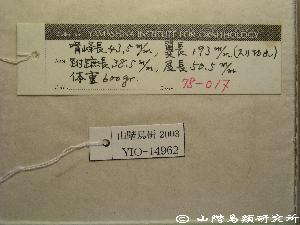 YAMASHINA INSTITUTE FOR ORNITHOLOGY
嘴峰長 43.5 m/m, 翼長 193 m/m
跗蹠長 38.5 m/m, 尾長 50.5 m/m
体重 600gr.
78-017
山階鳥研 2003
YIO-14962
© 山階鳥類研究所